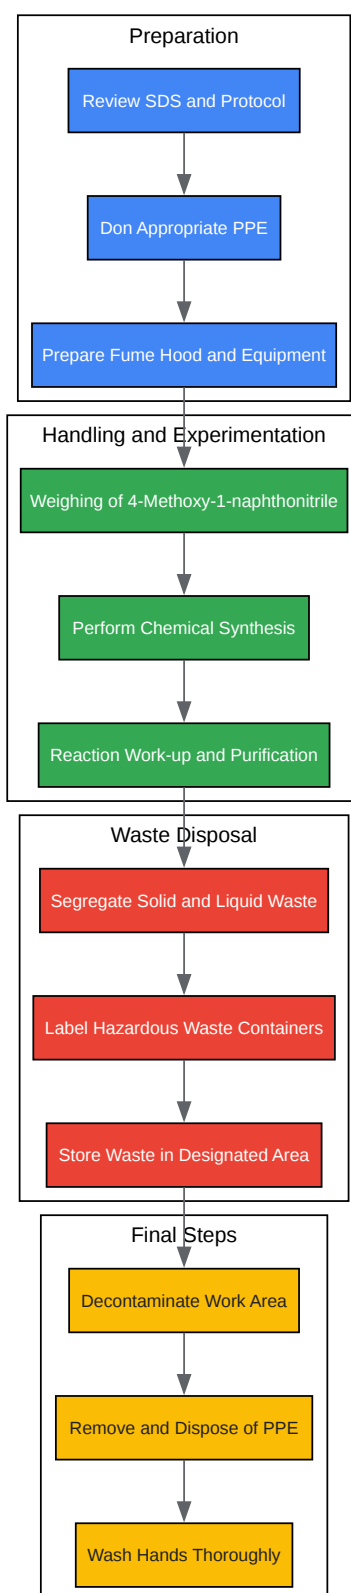 Preparation
Review SDS and Protocol
Don Appropriate PPE
Prepare Fume Hood and Equipment
Handling and Experimentation
Weighing of 4-Methoxy-1-naphthonitrile
Perform Chemical Synthesis
Reaction Work-up and Purification
Waste Disposal
Segregate Solid and Liquid Waste
Label Hazardous Waste Containers
Store Waste in Designated Area
Final Steps
Decontaminate Work Area
Remove and Dispose of PPE
Wash Hands Thoroughly